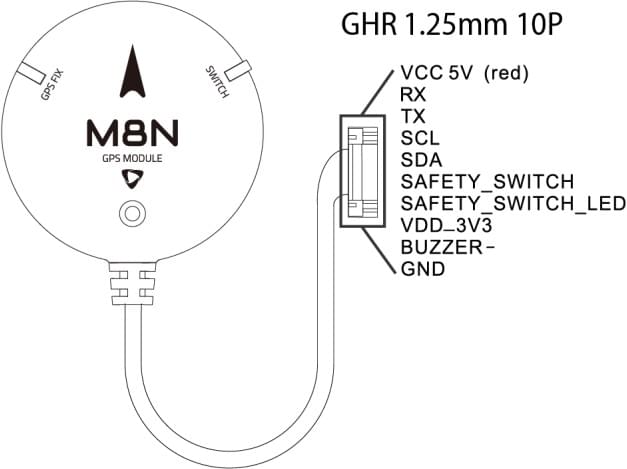 GHR 1.25mm 10P
GPS FIX
SWITCH
M8N
GPS MODULE
VCC 5V (red)
RX
TX
SCL
SDA
SAFETY_SWITCH
SAFETY_SWITCH_LED
VDD_3V3
BUZZER-
GND